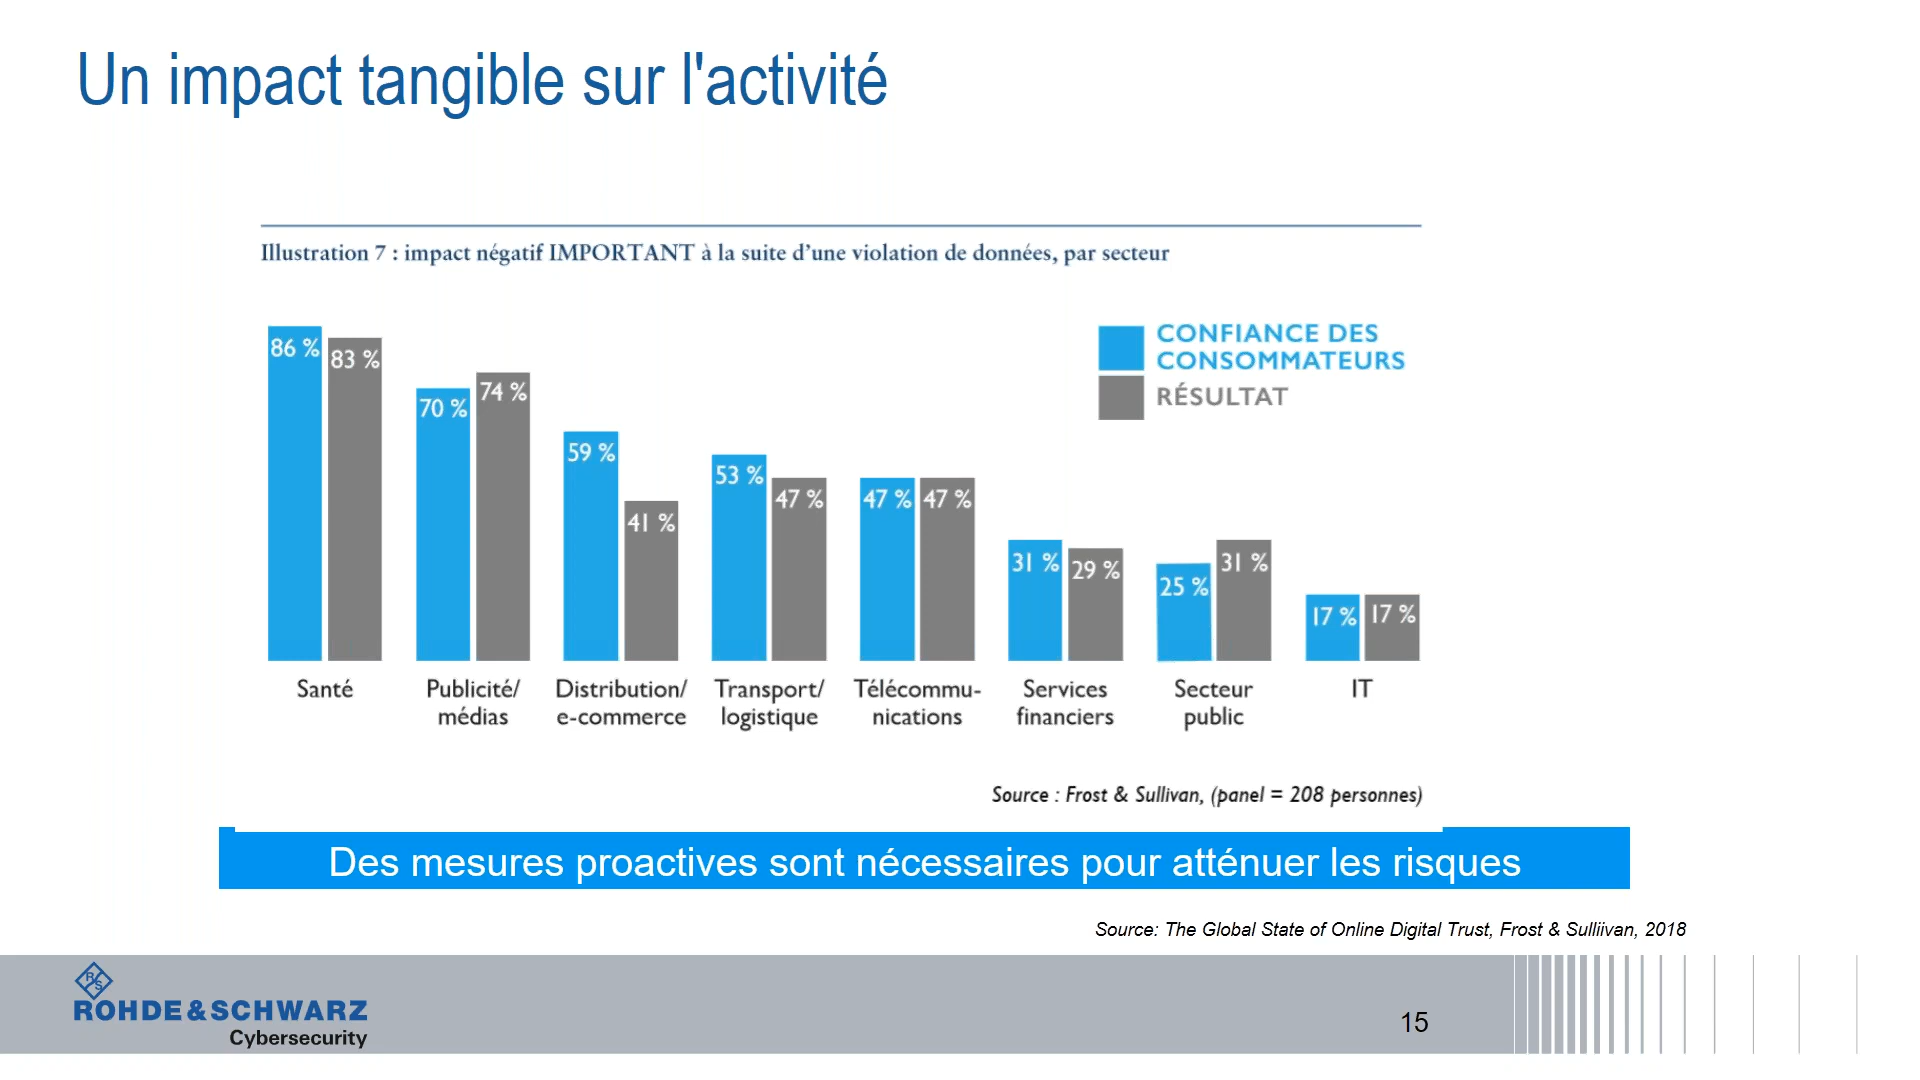 Un impact tangible sur l'activité
Illustration 7 : impact négatif IMPORTANT à la suite d’une violation de données, par secteur
CONFIANCE DES
CONSOMMATEURS
RÉSULTAT
86 %
83 %
70 %
74 %
59 %
41 %
53 %
47 %
47 %
47 %
31 %
29 %
25 %
31 %
17 %
17 %
Santé
Publicité/
médias
Distribution/
e-commerce
Transport/
logistique
Télécommu-
nications
Services
financiers
Secteur
public
IT
Source : Frost & Sullivan, (panel = 208 personnes)
Des mesures proactives sont nécessaires pour atténuer les risques
Source: The Global State of Online Digital Trust, Frost & Sulliivan, 2018
R
S
ROHDE&SCHWARZ
Cybersecurity
15